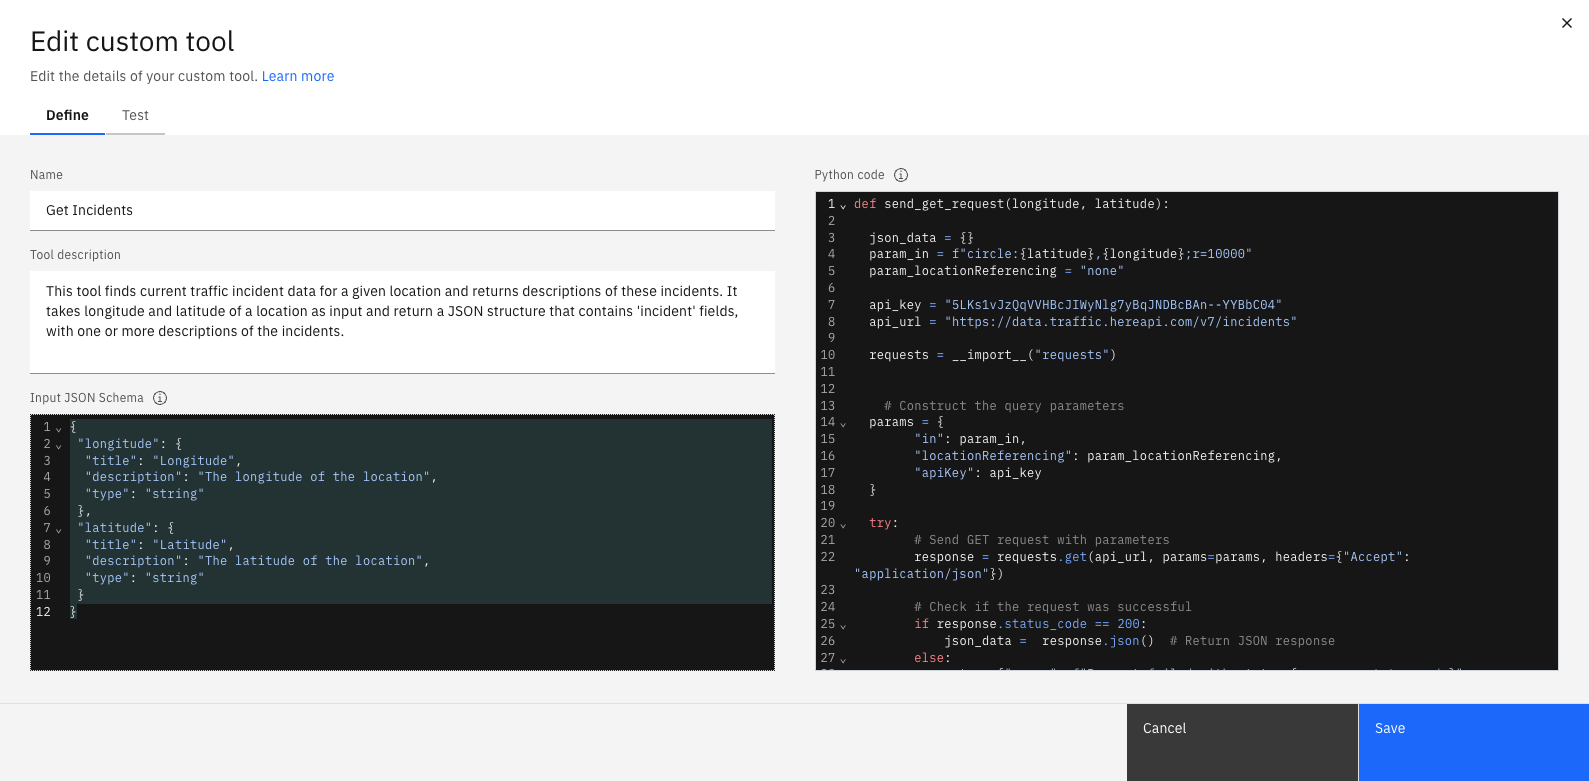 Edit custom tool
Edit the details of your custom tool. Learn more
Define Test
Name
Get Incidents
Tool description
This tool finds current traffic incident data for a given location and returns descriptions of these incidents. It
takes longitude and latitude of a location as input and return a JSON structure that contains 'incident' fields,
with one or more descriptions of the incidents.
Input JSON Schema
1 {
2 "longitude": {
3 "title": "Longitude",
4 "description": "The longitude of the location",
5 "type": "string"
6 },
7 "latitude": {
8 "title": "Latitude",
9 "description": "The latitude of the location",
10 "type": "string"
11 }
12 }
Python code
1 def send_get_request(longitude, latitude):
2
3 json_data = {}
4 param_in = f"circle:{latitude},{longitude};r=10000"
5 param_locationReferencing = "none"
6
7 api_key = "5LKs1vJzQqVVHBcJIWyNlg7yBqJNDBcBAn--YYBbC04"
8 api_url = "https://data.traffic.hereapi.com/v7/incidents"
9
10 requests = __import__("requests")
11
12
13 # Construct the query parameters
14 params = {
15 "in": param_in,
16 "locationReferencing": param_locationReferencing,
17 "apiKey": api_key
18 }
19
20 try:
21 # Send GET request with parameters
22 response = requests.get(api_url, params=params, headers={"Accept":
"application/json"})
23
24 # Check if the request was successful
25 if response.status_code == 200:
26 json_data = response.json() # Return JSON response
27 else:
Cancel
Save